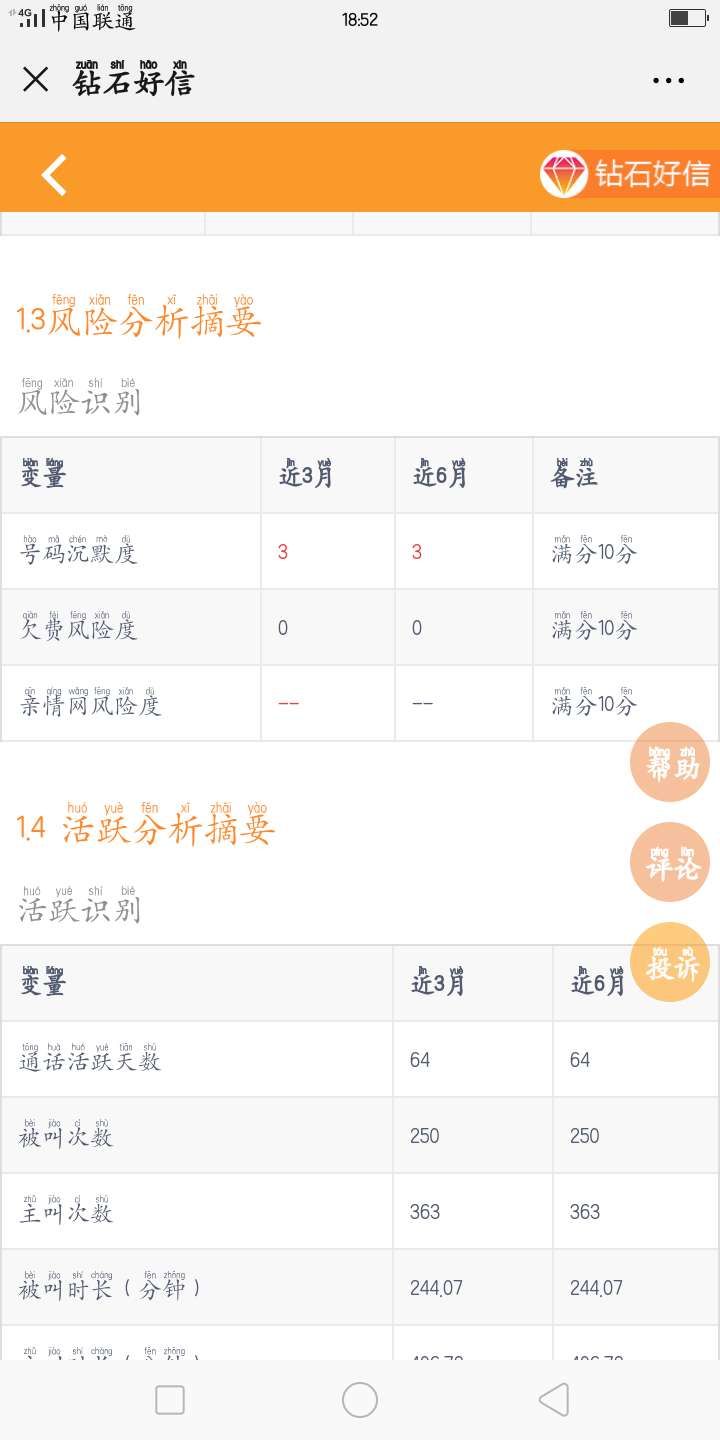 4G 中国联通 18:52
钻石好信
钻石好信
1.3风险分析摘要
风险识别
变量 近3月 近6月 备注
号码沉默度 3 3 满分10分
欠费风险度 0 0 满分10分
亲情网风险度 -- -- 满分10分
帮助
1.4 活跃分析摘要
评论
活跃识别
投诉
变量 近3月 近6月
通话活跃天数 64 64
被叫次数 250 250
主叫次数 363 363
被叫时长(分钟) 244.07 244.07